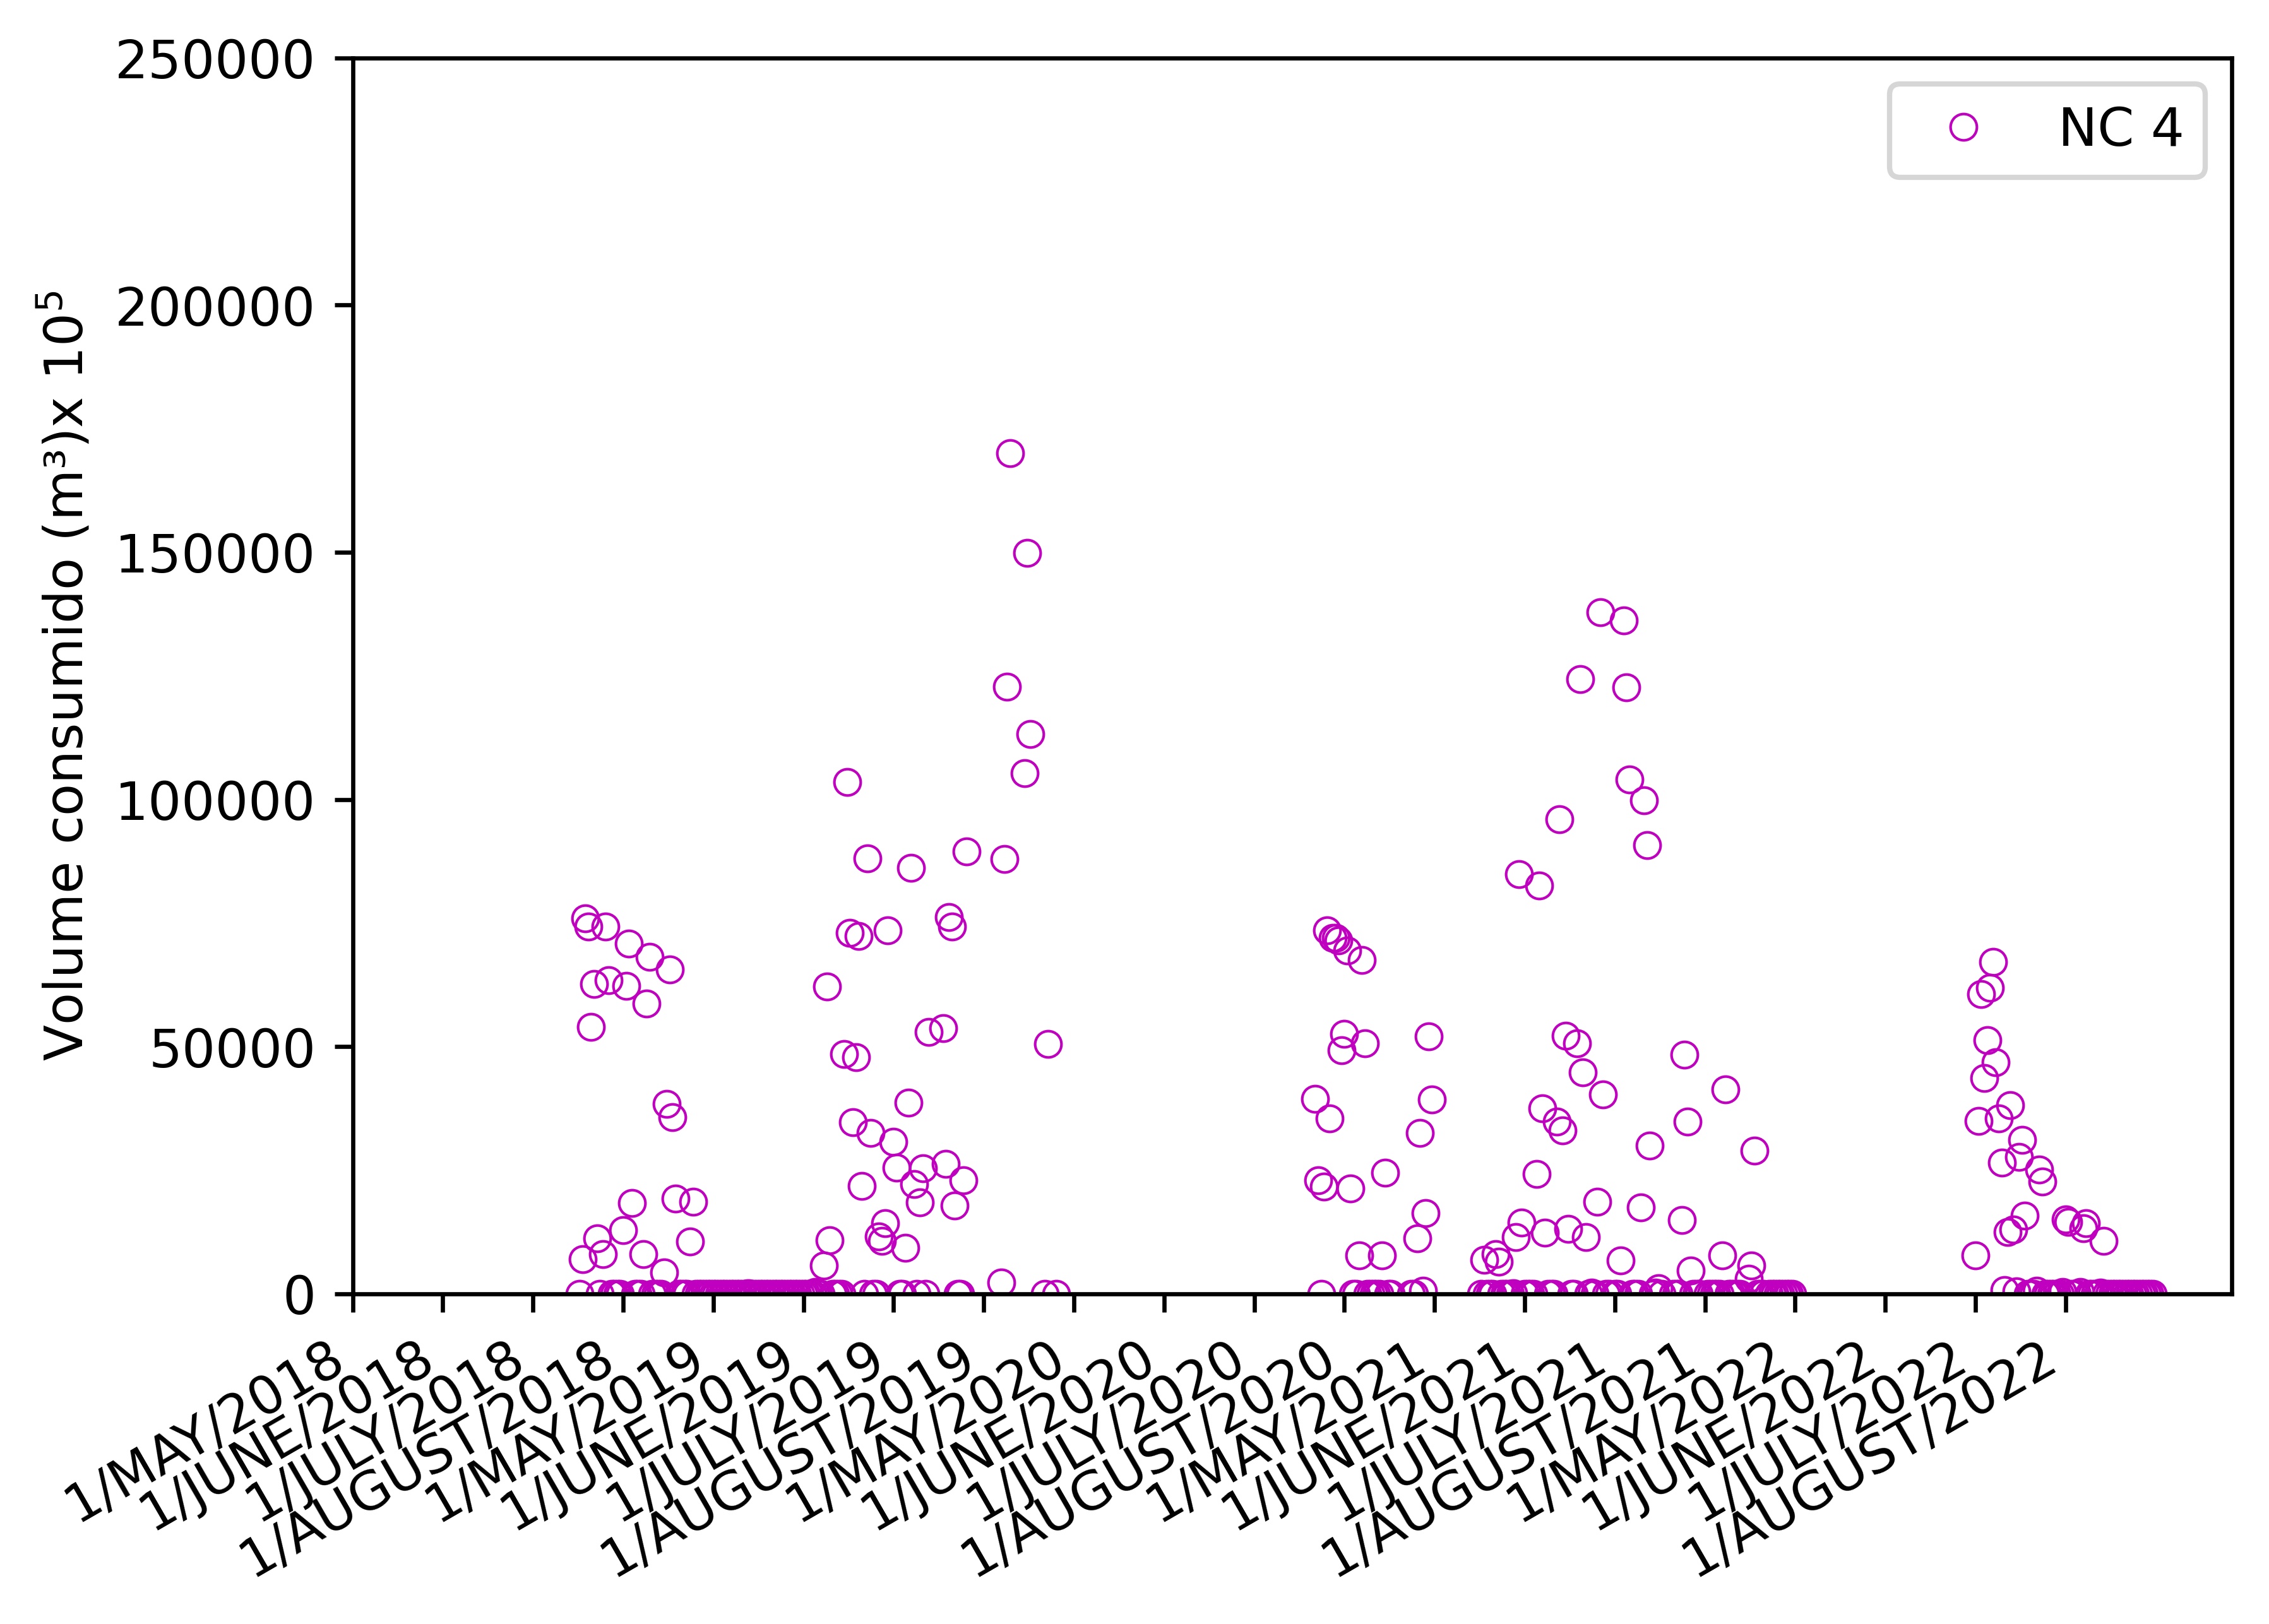 250000
200000
150000
100000
50000
0
Volume consumido (m³)x 10⁵
NC 4
1/MAY/2018
1/JUNE/2018
1/JULY/2018
1/AUGUST/2018
1/MAY/2019
1/JUNE/2019
1/JULY/2019
1/AUGUST/2019
1/MAY/2020
1/JUNE/2020
1/JULY/2020
1/AUGUST/2020
1/MAY/2021
1/JUNE/2021
1/JULY/2021
1/AUGUST/2021
1/MAY/2022
1/JUNE/2022
1/JULY/2022
1/AUGUST/2022